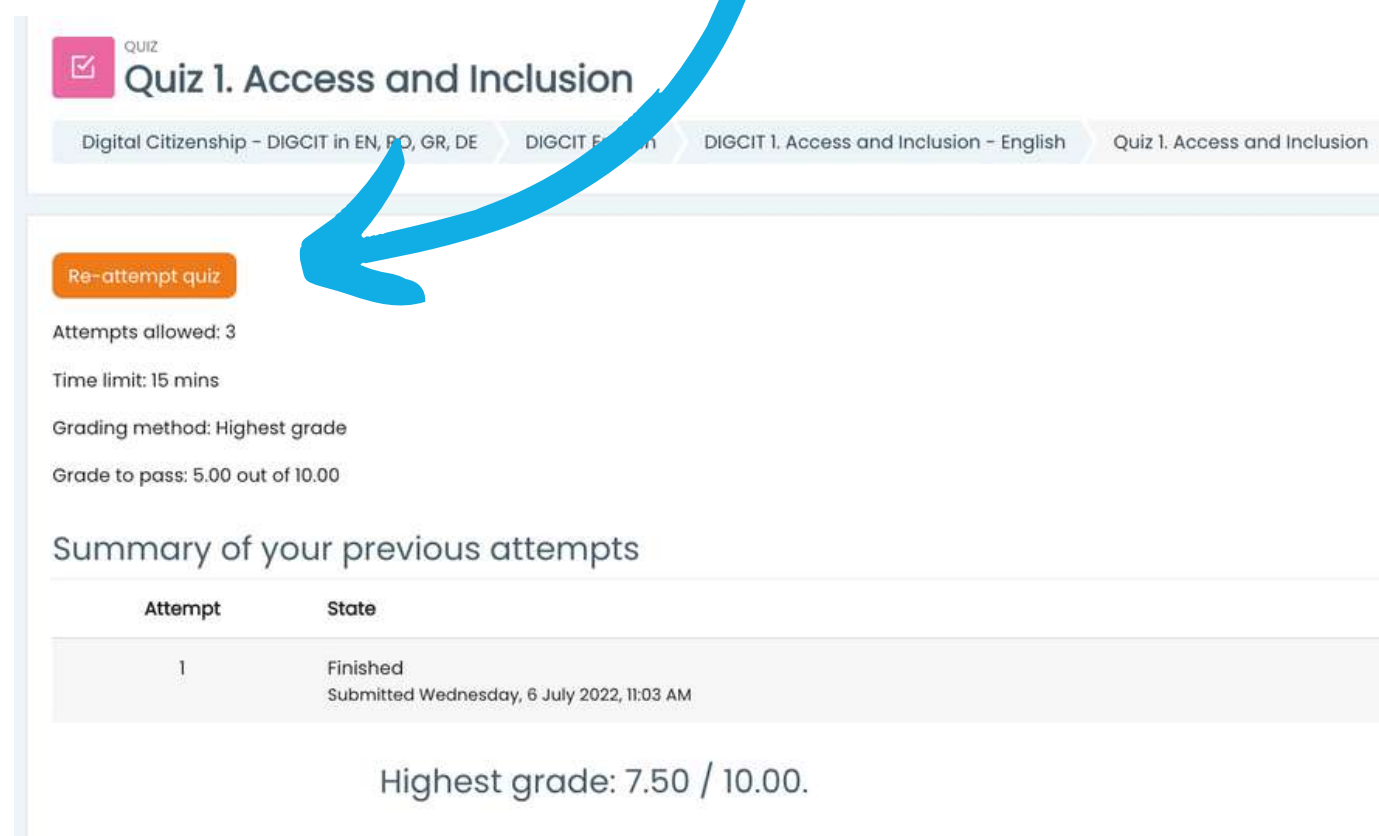 QUIZ
Quiz 1. Access and Inclusion
Digital Citizenship - DIGCIT in EN, RO, GR, DE DIGCIT DIGCIT 1. Access and Inclusion - English Quiz 1. Access and Inclusion
Re-attempt quiz
Attempts allowed: 3
Time limit: 15 mins
Grading method: Highest grade
Grade to pass: 5.00 out of 10.00
Summary of your previous attempts
Attempt State
1 Finished
Submitted Wednesday, 6 July 2022, 11:03 AM
Highest grade: 7.50 / 10.00.